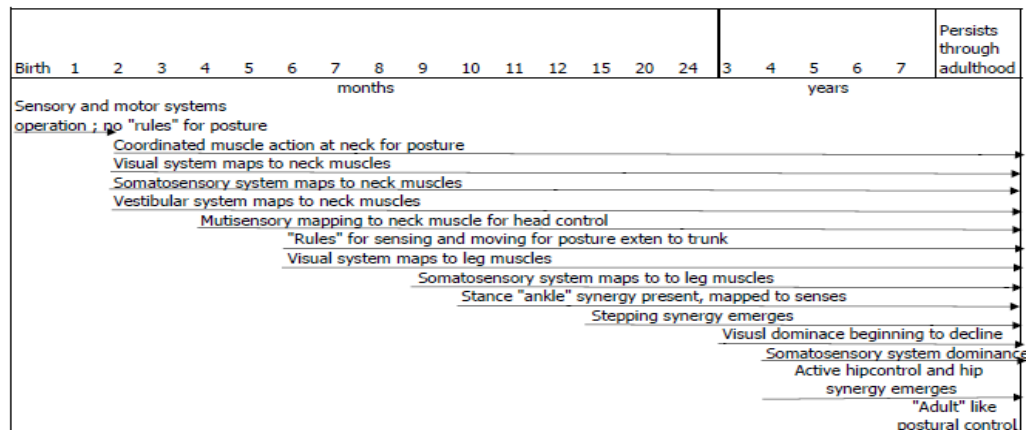 Persists
through
adulthood
Birth 1 2 3 4 5 6 7 8 9 10 11 12 15 20 24 3 4 5 6 7
months years
Sensory and motor systems
operation ; no "rules" for posture
Coordinated muscle action at neck for posture
Visual system maps to neck muscles
Somatosensory system maps to neck muscles
Vestibular system maps to neck muscles
Mutisensory mapping to neck muscle for head control
"Rules" for sensing and moving for posture exten to trunk
Visual system maps to leg muscles
Somatosensory system maps to to leg muscles
Stance "ankle" synergy present, mapped to senses
Stepping synergy emerges
Visusl dominace beginning to decline
Somatosensory system dominance
Active hipcontrol and hip
synergy emerges
"Adult" like
postural control